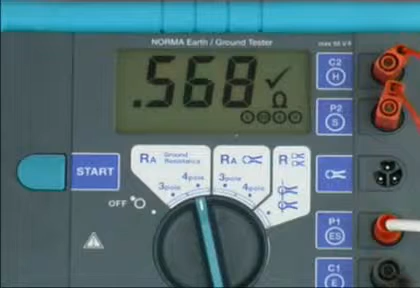 NORMA Earth / Ground Tester
max 50 V
.568 ✓
Ω
C2
H
P2
S
RA Ground Resistance
3pole
4pole
RA
3pole
4pole
R
START
OFF
P1
ES
C1
E